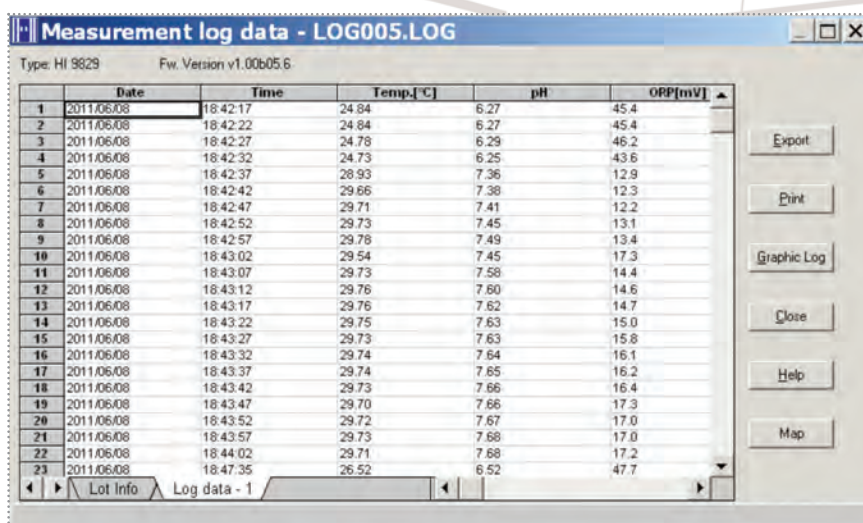 Measurement log data - LOG005.LOG
Type: HI 9829 Fw. Version v1.00b05.6
Date Time Temp.[°C] pH ORP[mV]
1 2011/06/08 18:42:17 24.84 6.27 45.4
2 2011/06/08 18:42:22 24.84 6.27 45.4
3 2011/06/08 18:42:27 24.78 6.29 46.2
4 2011/06/08 18:42:32 24.73 6.25 43.6
5 2011/06/08 18:42:37 28.93 7.36 12.9
6 2011/06/08 18:42:42 29.66 7.38 12.3
7 2011/06/08 18:42:47 29.71 7.41 12.2
8 2011/06/08 18:42:52 29.73 7.45 13.1
9 2011/06/08 18:42:57 29.78 7.49 13.4
10 2011/06/08 18:43:02 29.54 7.45 17.3
11 2011/06/08 18:43:07 29.73 7.58 14.4
12 2011/06/08 18:43:12 29.76 7.60 14.6
13 2011/06/08 18:43:17 29.76 7.62 14.7
14 2011/06/08 18:43:22 29.75 7.63 15.0
15 2011/06/08 18:43:27 29.73 7.63 15.8
16 2011/06/08 18:43:32 29.74 7.64 16.1
17 2011/06/08 18:43:37 29.74 7.65 16.2
18 2011/06/08 18:43:42 29.73 7.66 16.4
19 2011/06/08 18:43:47 29.70 7.66 17.3
20 2011/06/08 18:43:52 29.72 7.67 17.0
21 2011/06/08 18:43:57 29.73 7.68 17.0
22 2011/06/08 18:44:02 29.71 7.68 17.2
23 2011/06/08 18:47:35 26.52 6.52 47.7
Lot Info Log data - 1
Export
Print
Graphic Log
Close
Help
Map